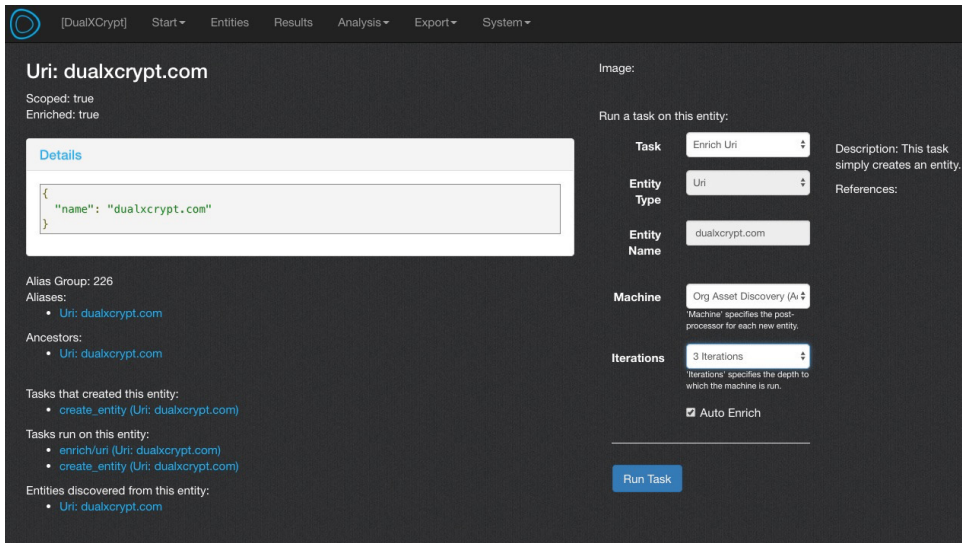 [DualXCrypt] Start Entities Results Analysis Export System
Uri: dualxcrypt.com
Scoped: true
Enriched: true
Details
{
"name": "dualxcrypt.com"
}
Alias Group: 226
Aliases:
Uri: dualxcrypt.com
Ancestors:
Uri: dualxcrypt.com
Tasks that created this entity:
create_entity (Uri: dualxcrypt.com)
Tasks run on this entity:
enrich/uri (Uri: dualxcrypt.com)
create_entity (Uri: dualxcrypt.com)
Entities discovered from this entity:
Uri: dualxcrypt.com
Image:
Run a task on this entity:
Task Enrich Uri
Entity Type Uri
Entity Name dualxcrypt.com
Machine Org Asset Discovery
'Machine' specifies the post-
processor for each new entity.
Iterations 3 Iterations
'Iterations' specifies the depth to
which the machine is run.
Auto Enrich
Run Task
Description: This task
simply creates an entity.
References: